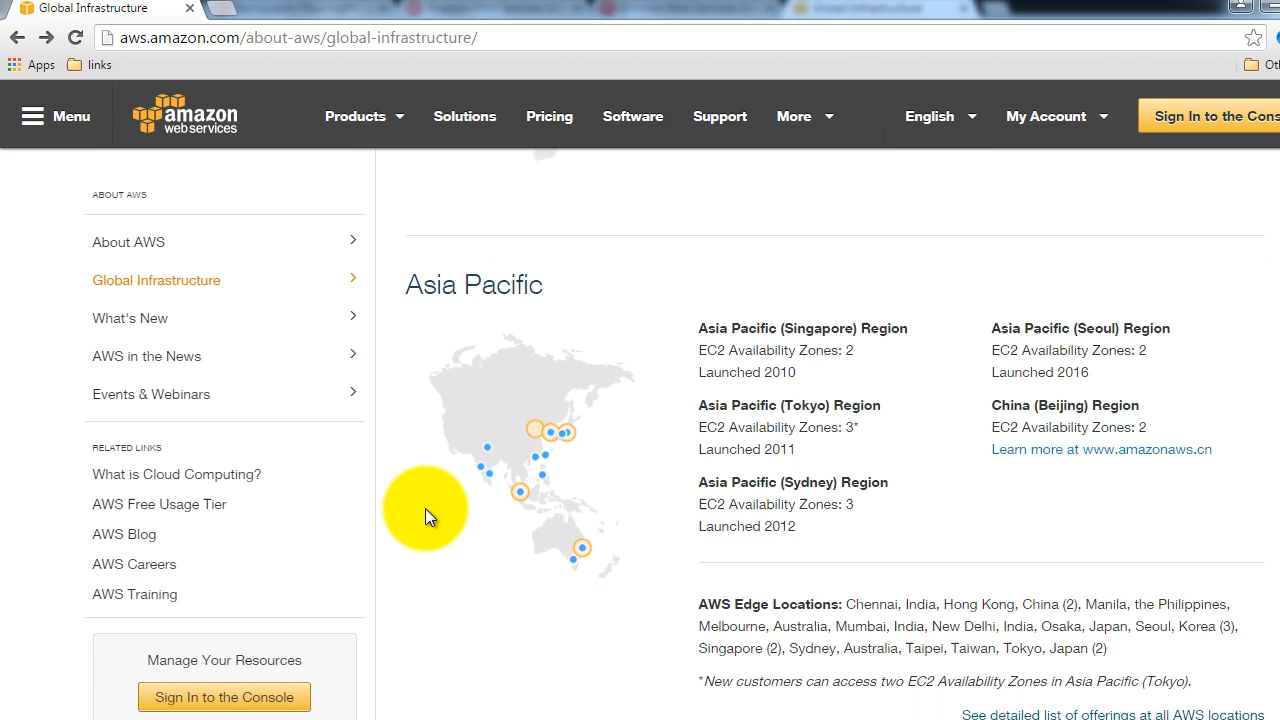 Global Infrastructure
aws.amazon.com/about-aws/global-infrastructure/
Apps
links
Menu
amazon
web services
Products
Solutions
Pricing
Software
Support
More
English
My Account
Sign In to the Cons
ABOUT AWS
About AWS
Global Infrastructure
What's New
AWS in the News
Events & Webinars
RELATED LINKS
What is Cloud Computing?
AWS Free Usage Tier
AWS Blog
AWS Careers
AWS Training
Manage Your Resources
Sign In to the Console
Asia Pacific
Asia Pacific (Singapore) Region
EC2 Availability Zones: 2
Launched 2010
Asia Pacific (Tokyo) Region
EC2 Availability Zones: 3*
Launched 2011
Asia Pacific (Sydney) Region
EC2 Availability Zones: 3
Launched 2012
Asia Pacific (Seoul) Region
EC2 Availability Zones: 2
Launched 2016
China (Beijing) Region
EC2 Availability Zones: 2
Learn more at www.amazonaws.cn
AWS Edge Locations: Chennai, India, Hong Kong, China (2), Manila, the Philippines,
Melbourne, Australia, Mumbai, India, New Delhi, India, Osaka, Japan, Seoul, Korea (3),
Singapore (2), Sydney, Australia, Taipei, Taiwan, Tokyo, Japan (2)
*New customers can access two EC2 Availability Zones in Asia Pacific (Tokyo).
See detailed list of offerings at all AWS locations